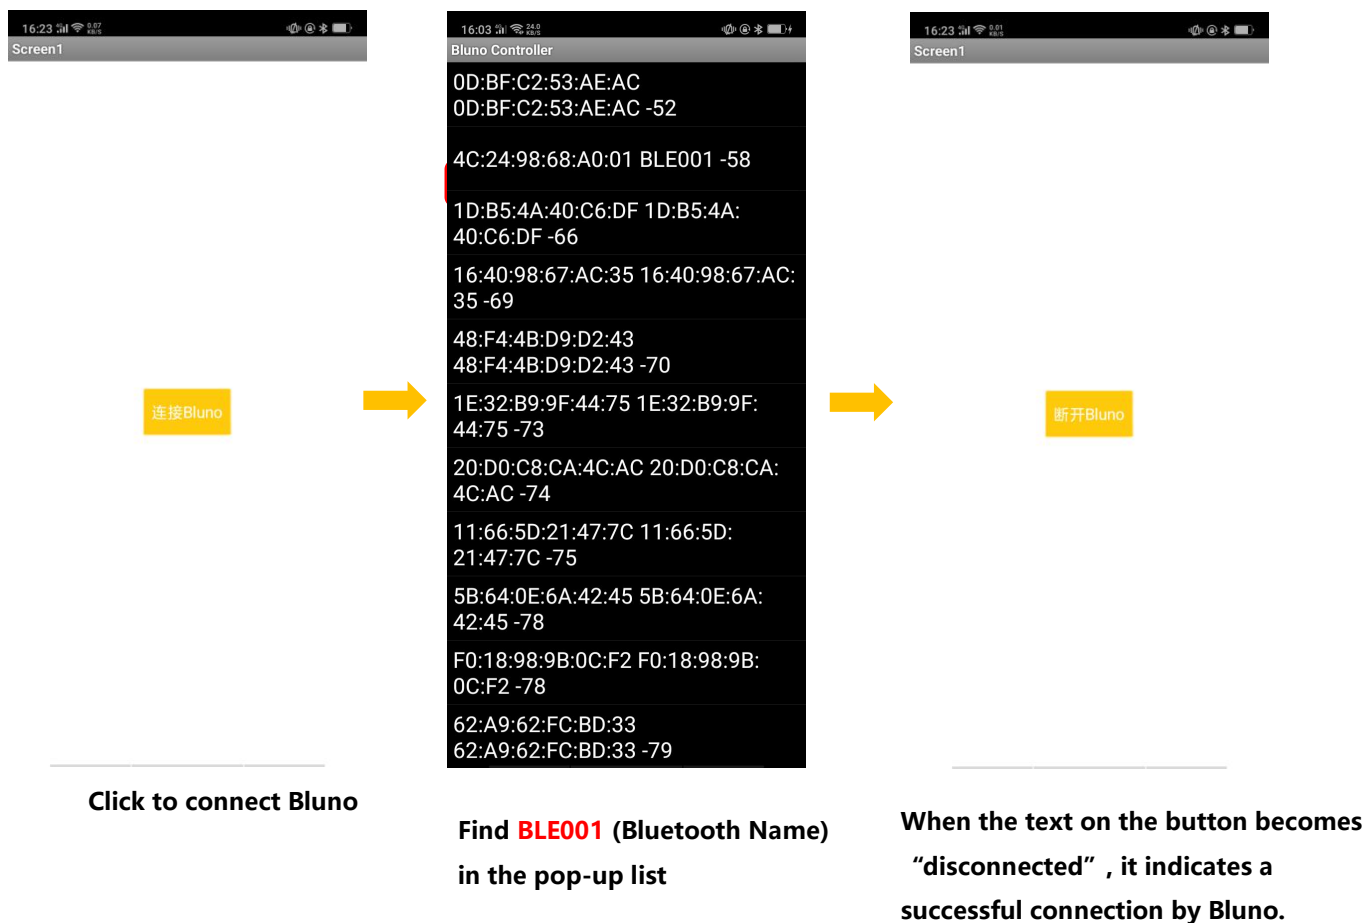 16:23 0.07 KB/S
Screen1
连接Bluno
Click to connect Bluno
16:03 24.0 KB/S
Bluno Controller
0D:BF:C2:53:AE:AC
0D:BF:C2:53:AE:AC -52
4C:24:98:68:A0:01 BLE001 -58
1D:B5:4A:40:C6:DF 1D:B5:4A:
40:C6:DF -66
16:40:98:67:AC:35 16:40:98:67:AC:
35 -69
48:F4:4B:D9:D2:43
48:F4:4B:D9:D2:43 -70
1E:32:B9:9F:44:75 1E:32:B9:9F:
44:75 -73
20:D0:C8:CA:4C:AC 20:D0:C8:CA:
4C:AC -74
11:66:5D:21:47:7C 11:66:5D:
21:47:7C -75
5B:64:0E:6A:42:45 5B:64:0E:6A:
42:45 -78
F0:18:98:9B:0C:F2 F0:18:98:9B:
0C:F2 -78
62:A9:62:FC:BD:33
62:A9:62:FC:BD:33 -79
Find BLE001 (Bluetooth Name)
in the pop-up list
16:23 0.01 KB/S
Screen1
断开Bluno
When the text on the button becomes
“disconnected”, it indicates a
successful connection by Bluno.